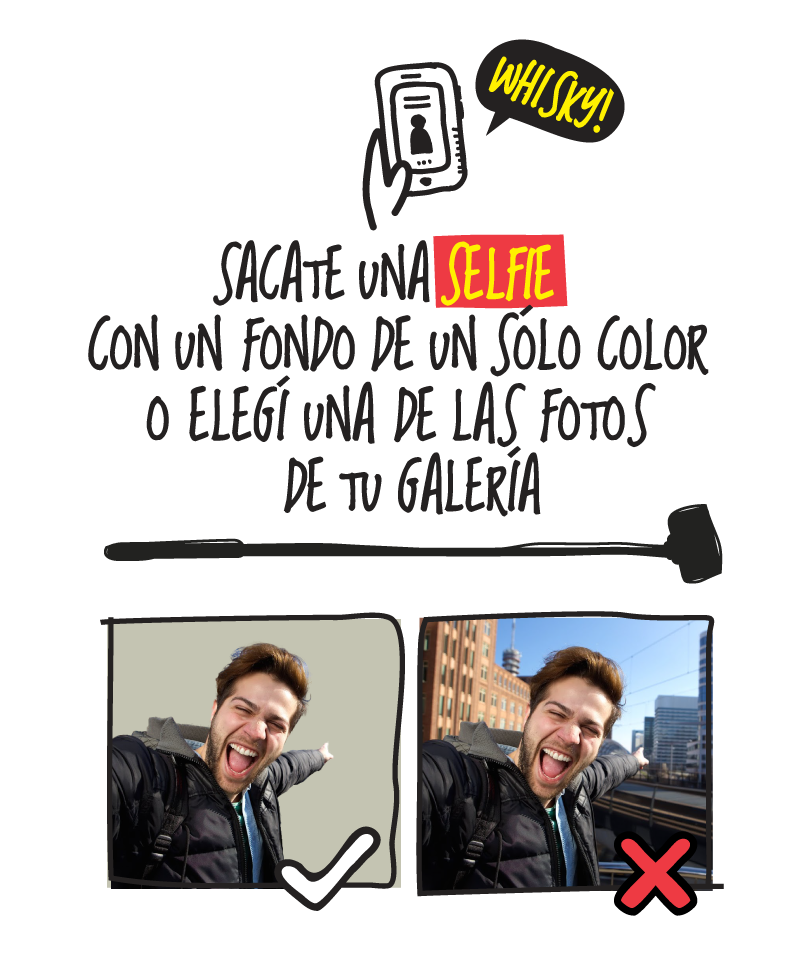 WHISKY!
SACATE UNA SELFIE
CON UN FONDO DE UN SÓLO COLOR
O ELEGÍ UNA DE LAS FOTOS
DE TU GALERÍA